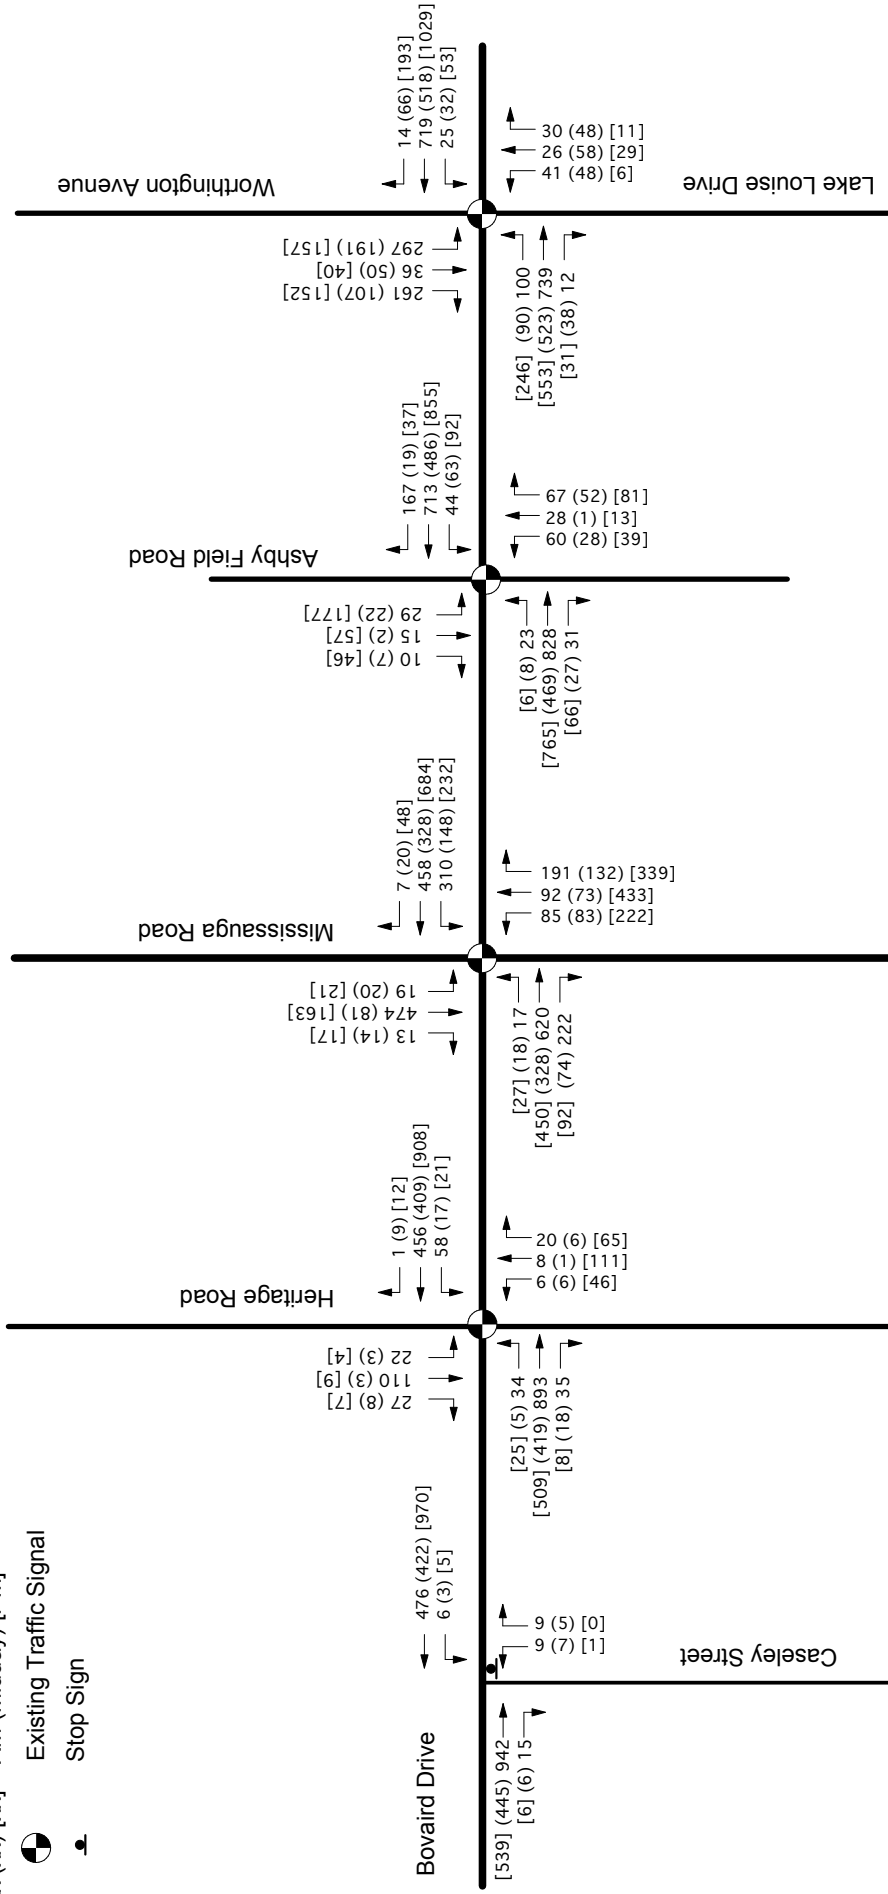 14 (66) [193]
719 (518) [1029]
25 (32) [53]
Worthington Avenue
30 (48) [11]
26 (58) [29]
41 (48) [6]
Lake Louise Drive
297 (191) [157]
36 (50) [40]
261 (107) [152]
[246] (90) 100
[553] (523) 739
[31] (38) 12
167 (19) [37]
713 (486) [855]
44 (63) [92]
67 (52) [81]
28 (1) [13]
60 (28) [39]
Ashby Field Road
29 (22) [177]
15 (2) [57]
10 (7) [46]
[6] (8) 23
[765] (469) 828
[66] (27) 31
7 (20) [48]
458 (328) [684]
310 (148) [232]
191 (132) [339]
92 (73) [433]
85 (83) [222]
Mississauga Road
19 (20) [21]
474 (81) [163]
13 (14) [17]
[27] (18) 17
[450] (328) 620
[92] (74) 222
1 (9) [12]
456 (409) [908]
58 (17) [21]
20 (6) [65]
8 (1) [111]
6 (6) [46]
Heritage Road
22 (3) [4]
110 (3) [9]
27 (8) [7]
[25] (5) 34
[509] (419) 893
[8] (18) 35
476 (422) [970]
6 (3) [5]
9 (5) [0]
9 (7) [1]
Caseley Street
Bovaird Drive
[539] (445) 942
[6] (6) 15
Existing Traffic Signal
Stop Sign